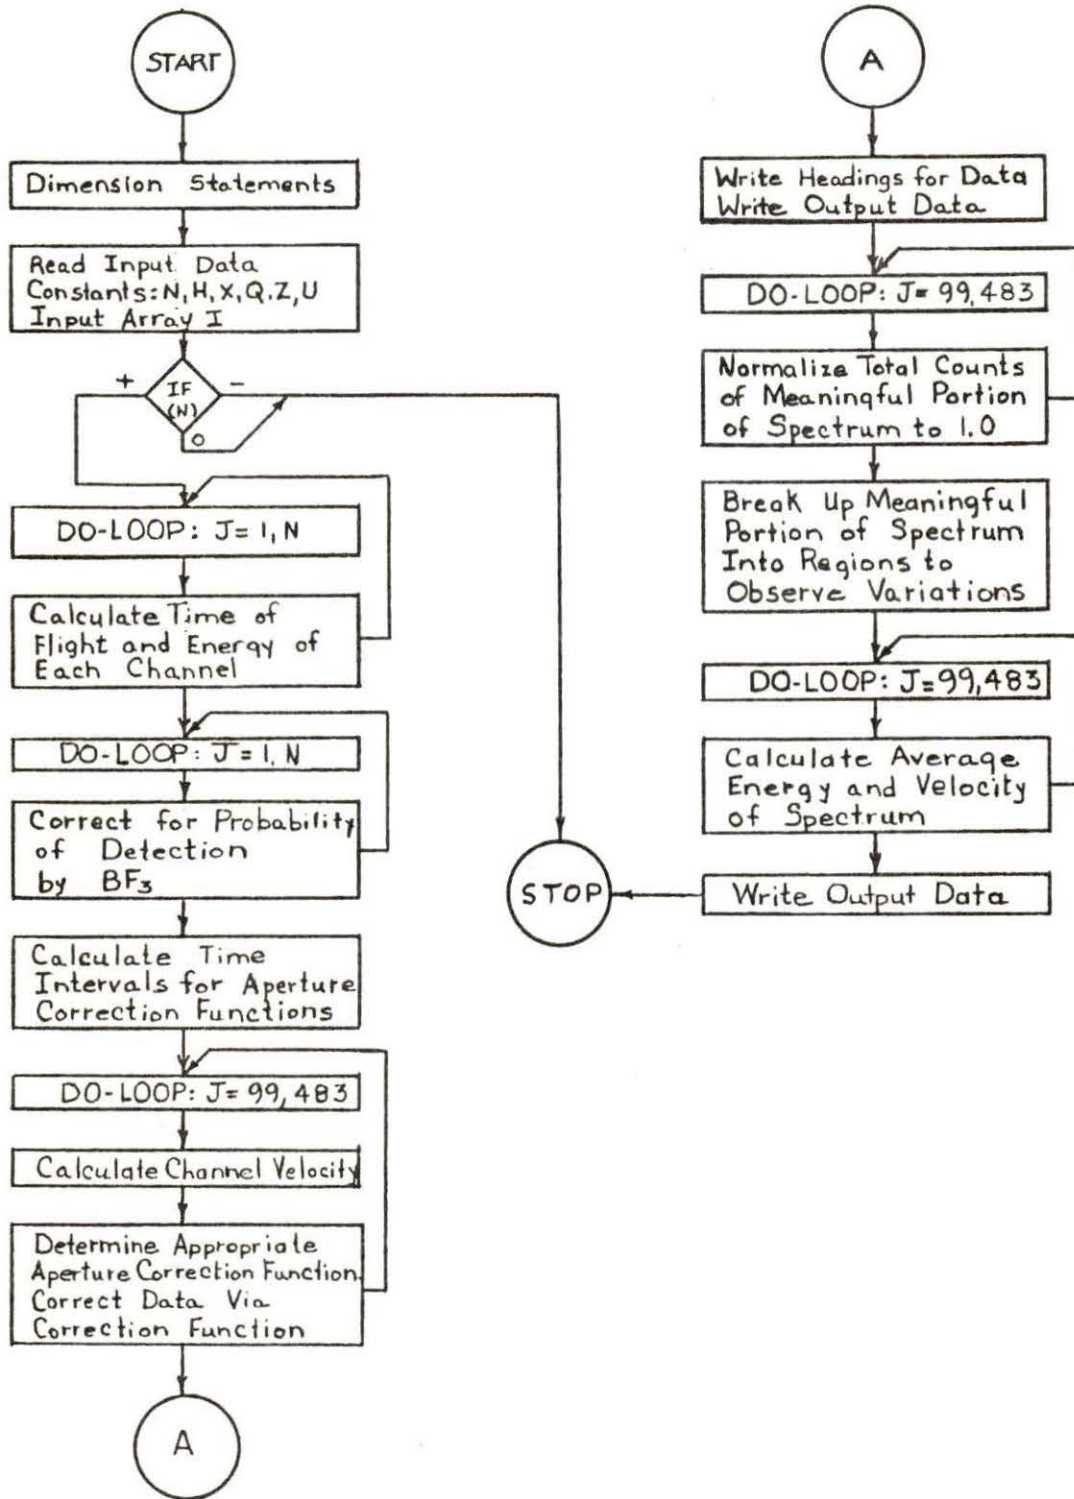 START
Dimension Statements
Read Input Data
Constants: N, H, X, Q. Z, U
Input Array I
+
IF
(N)
-
0
DO-LOOP: J= 1, N
Calculate Time of
Flight and Energy of
Each Channel
DO-LOOP: J = 1, N
Correct for Probability
of Detection
by BF3
Calculate Time
Intervals for Aperture
Correction Functions
DO-LOOP: J= 99, 483
Calculate Channel Velocity
Determine Appropriate
Aperture Correction Function.
Correct Data Via
Correction Function
A
A
Write Headings for Data
Write Output Data
DO-LOOP: J= 99,483
Normalize Total Counts
of Meaningful Portion
of Spectrum to 1.0
Break Up Meaningful
Portion of Spectrum
Into Regions to
Observe Variations
DO-LOOP: J=99,483
Calculate Average
Energy and Velocity
of Spectrum
Write Output Data
STOP